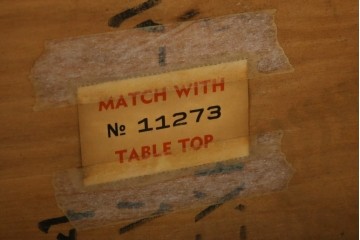 MATCH WITH
№ 11273
TABLE TOP